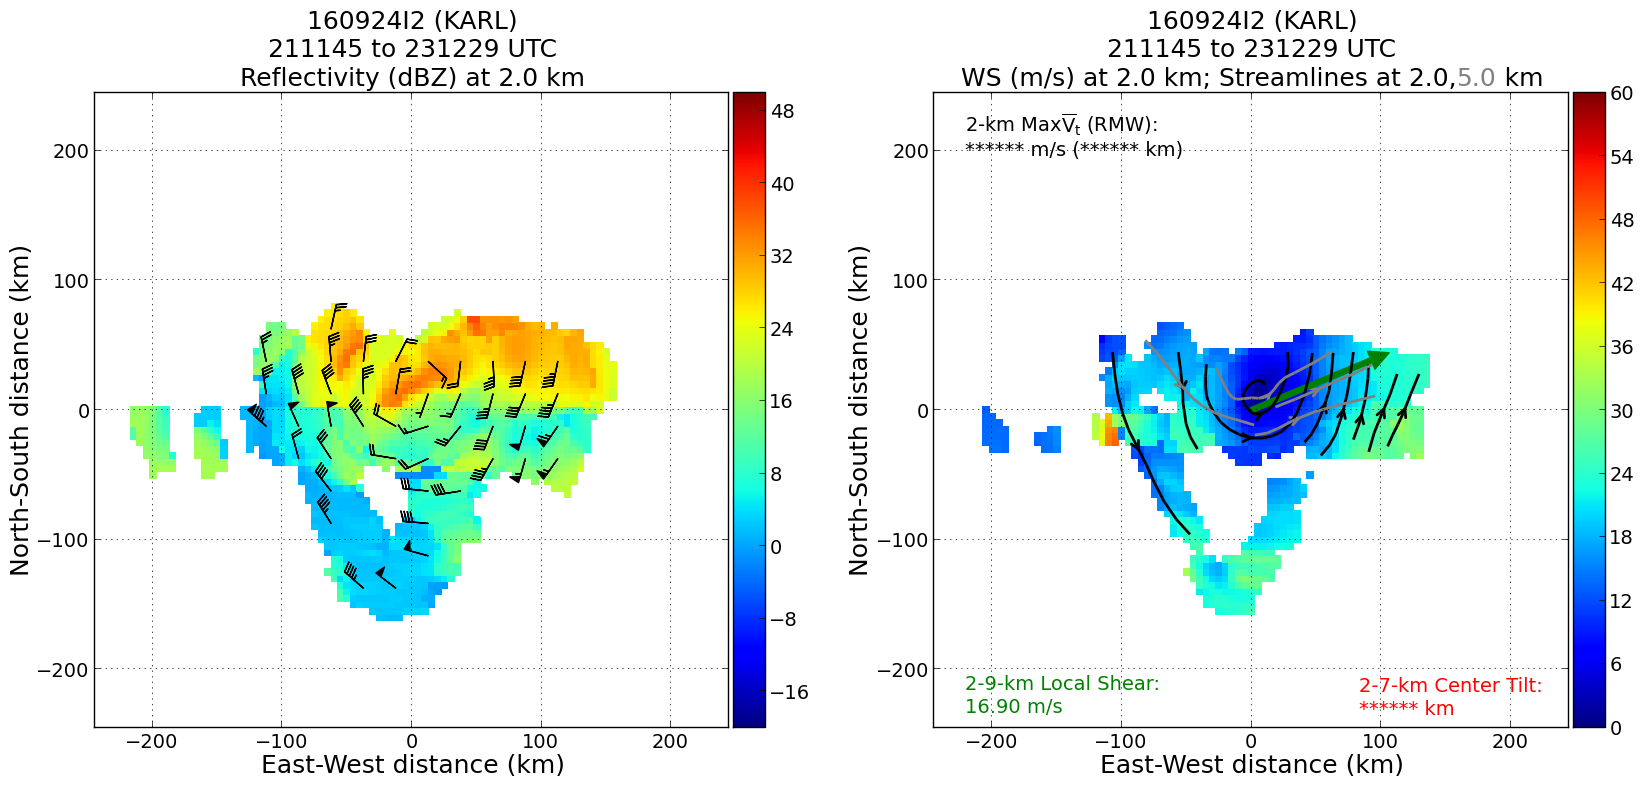 160924I2 (KARL)
211145 to 231229 UTC
Reflectivity (dBZ) at 2.0 km
North-South distance (km)
200
100
0
−100
−200
−200
−100
0
100
200
East-West distance (km)
48
40
32
24
16
8
0
−8
−16
160924I2 (KARL)
211145 to 231229 UTC
WS (m/s) at 2.0 km; Streamlines at 2.0,5.0 km
2-km MaxV̅t (RMW):
****** m/s (****** km)
2-9-km Local Shear:
16.90 m/s
2-7-km Center Tilt:
****** km
North-South distance (km)
200
100
0
−100
−200
−200
−100
0
100
200
East-West distance (km)
60
54
48
42
36
30
24
18
12
6
0